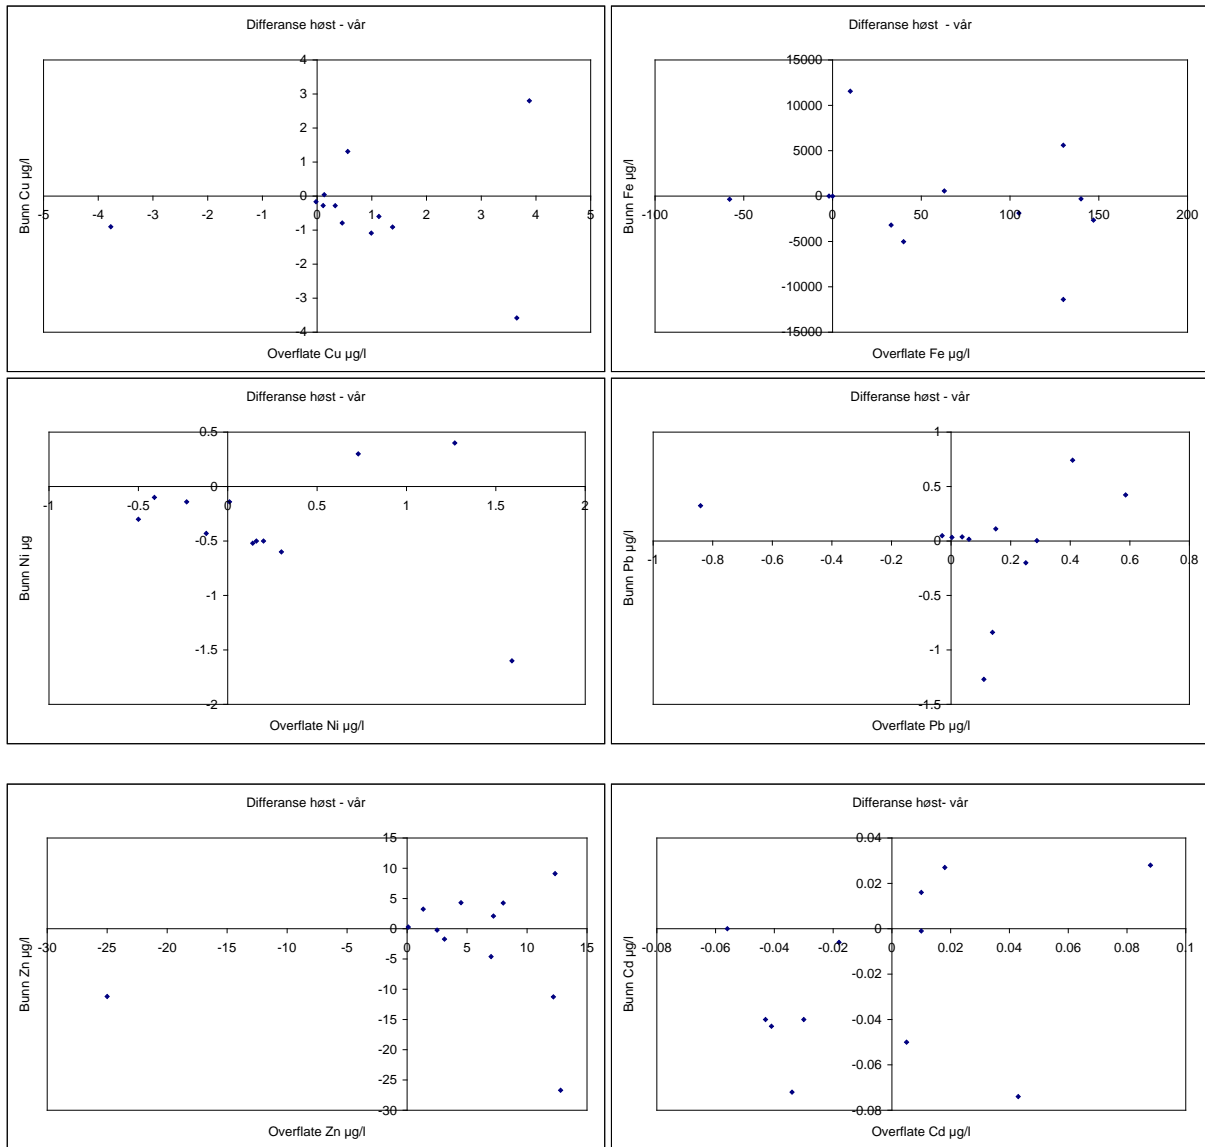 Differanse høst - vår
4
3
2
1
0
-1
-2
-3
-4
-5 -4 -3 -2 -1 0 1 2 3 4 5
Bunn Cu µg/l
Overflate Cu µg/l
Differanse høst - vår
15000
10000
5000
0
-5000
-10000
-15000
-100 -50 0 50 100 150 200
Bunn Fe µg/l
Overflate Fe µg/l
Differanse høst - vår
0.5
0
-0.5
-1
-1.5
-2
-1 -0.5 0 0.5 1 1.5 2
Bunn Ni µg
Overflate Ni µg/l
Differanse høst - vår
1
0.5
0
-0.5
-1
-1.5
-1 -0.8 -0.6 -0.4 -0.2 0 0.2 0.4 0.6 0.8
Bunn Pb µg/l
Overflate Pb µg/l
Differanse høst - vår
15
10
5
0
-5
-10
-15
-20
-25
-30
-30 -25 -20 -15 -10 -5 0 5 10 15
Bunn Zn µg/l
Overflate Zn µg/l
Differanse høst- vår
0.04
0.02
0
-0.02
-0.04
-0.06
-0.08
-0.08 -0.06 -0.04 -0.02 0 0.02 0.04 0.06 0.08 0.1
Bunn Cd µg/l
Overflate Cd µg/l